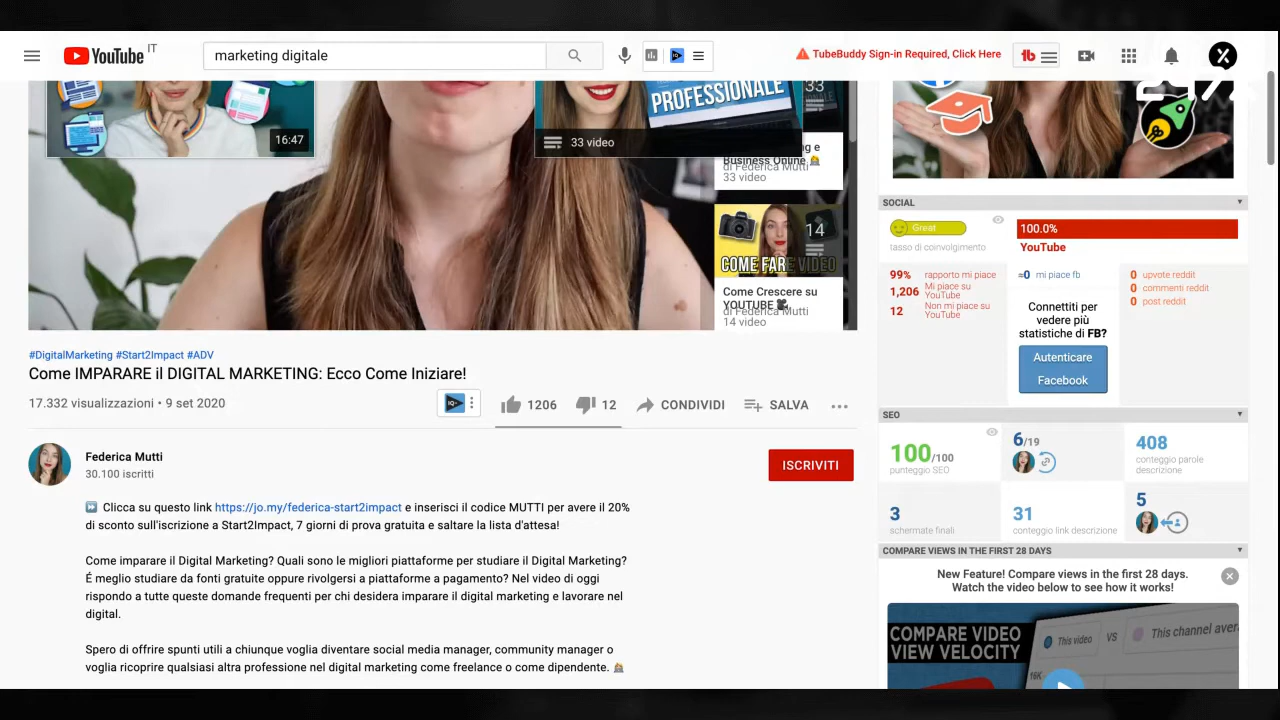 YouTube IT
marketing digitale
TubeBuddy Sign-in Required, Click Here
16:47
33 video
PROFESSIONALE
33
Business Online
di Federica Mutti
33 video
14
COME FARE VIDEO
Come Crescere su
YOUTUBE
di Federica Mutti
14 video
#DigitalMarketing #Start2Impact #ADV
Come IMPARARE il DIGITAL MARKETING: Ecco Come Iniziare!
17.332 visualizzazioni • 9 set 2020
1206
12
CONDIVIDI
SALVA
Federica Mutti
30.100 iscritti
ISCRIVITI
Clicca su questo link https://jo.my/federica-start2impact e inserisci il codice MUTTI per avere il 20%
di sconto sull'iscrizione a Start2Impact, 7 giorni di prova gratuita e saltare la lista d'attesa!
Come imparare il Digital Marketing? Quali sono le migliori piattaforme per studiare il Digital Marketing?
É meglio studiare da fonti gratuite oppure rivolgersi a piattaforme a pagamento? Nel video di oggi
rispondo a tutte queste domande frequenti per chi desidera imparare il digital marketing e lavorare nel
digital.
Spero di offrire spunti utili a chiunque voglia diventare social media manager, community manager o
voglia ricoprire qualsiasi altra professione nel digital marketing come freelance o come dipendente.
SOCIAL
Great
tasso di coinvolgimento
100.0%
YouTube
99% rapporto mi piace
1,206 Mi piace su
YouTube
12 Non mi piace su
YouTube
≈0 mi piace fb
Connettiti per
vedere più
statistiche di FB?
Autenticare
Facebook
0 upvote reddit
0 commenti reddit
0 post reddit
SEO
100/100
punteggio SEO
6/19
408
conteggio parole
descrizione
3
schermate finali
31
conteggio link descrizione
5
COMPARE VIEWS IN THE FIRST 28 DAYS
New Feature! Compare views in the first 28 days.
Watch the video below to see how it works!
COMPARE VIDEO
VIEW VELOCITY
This video
VS
This channel
16K